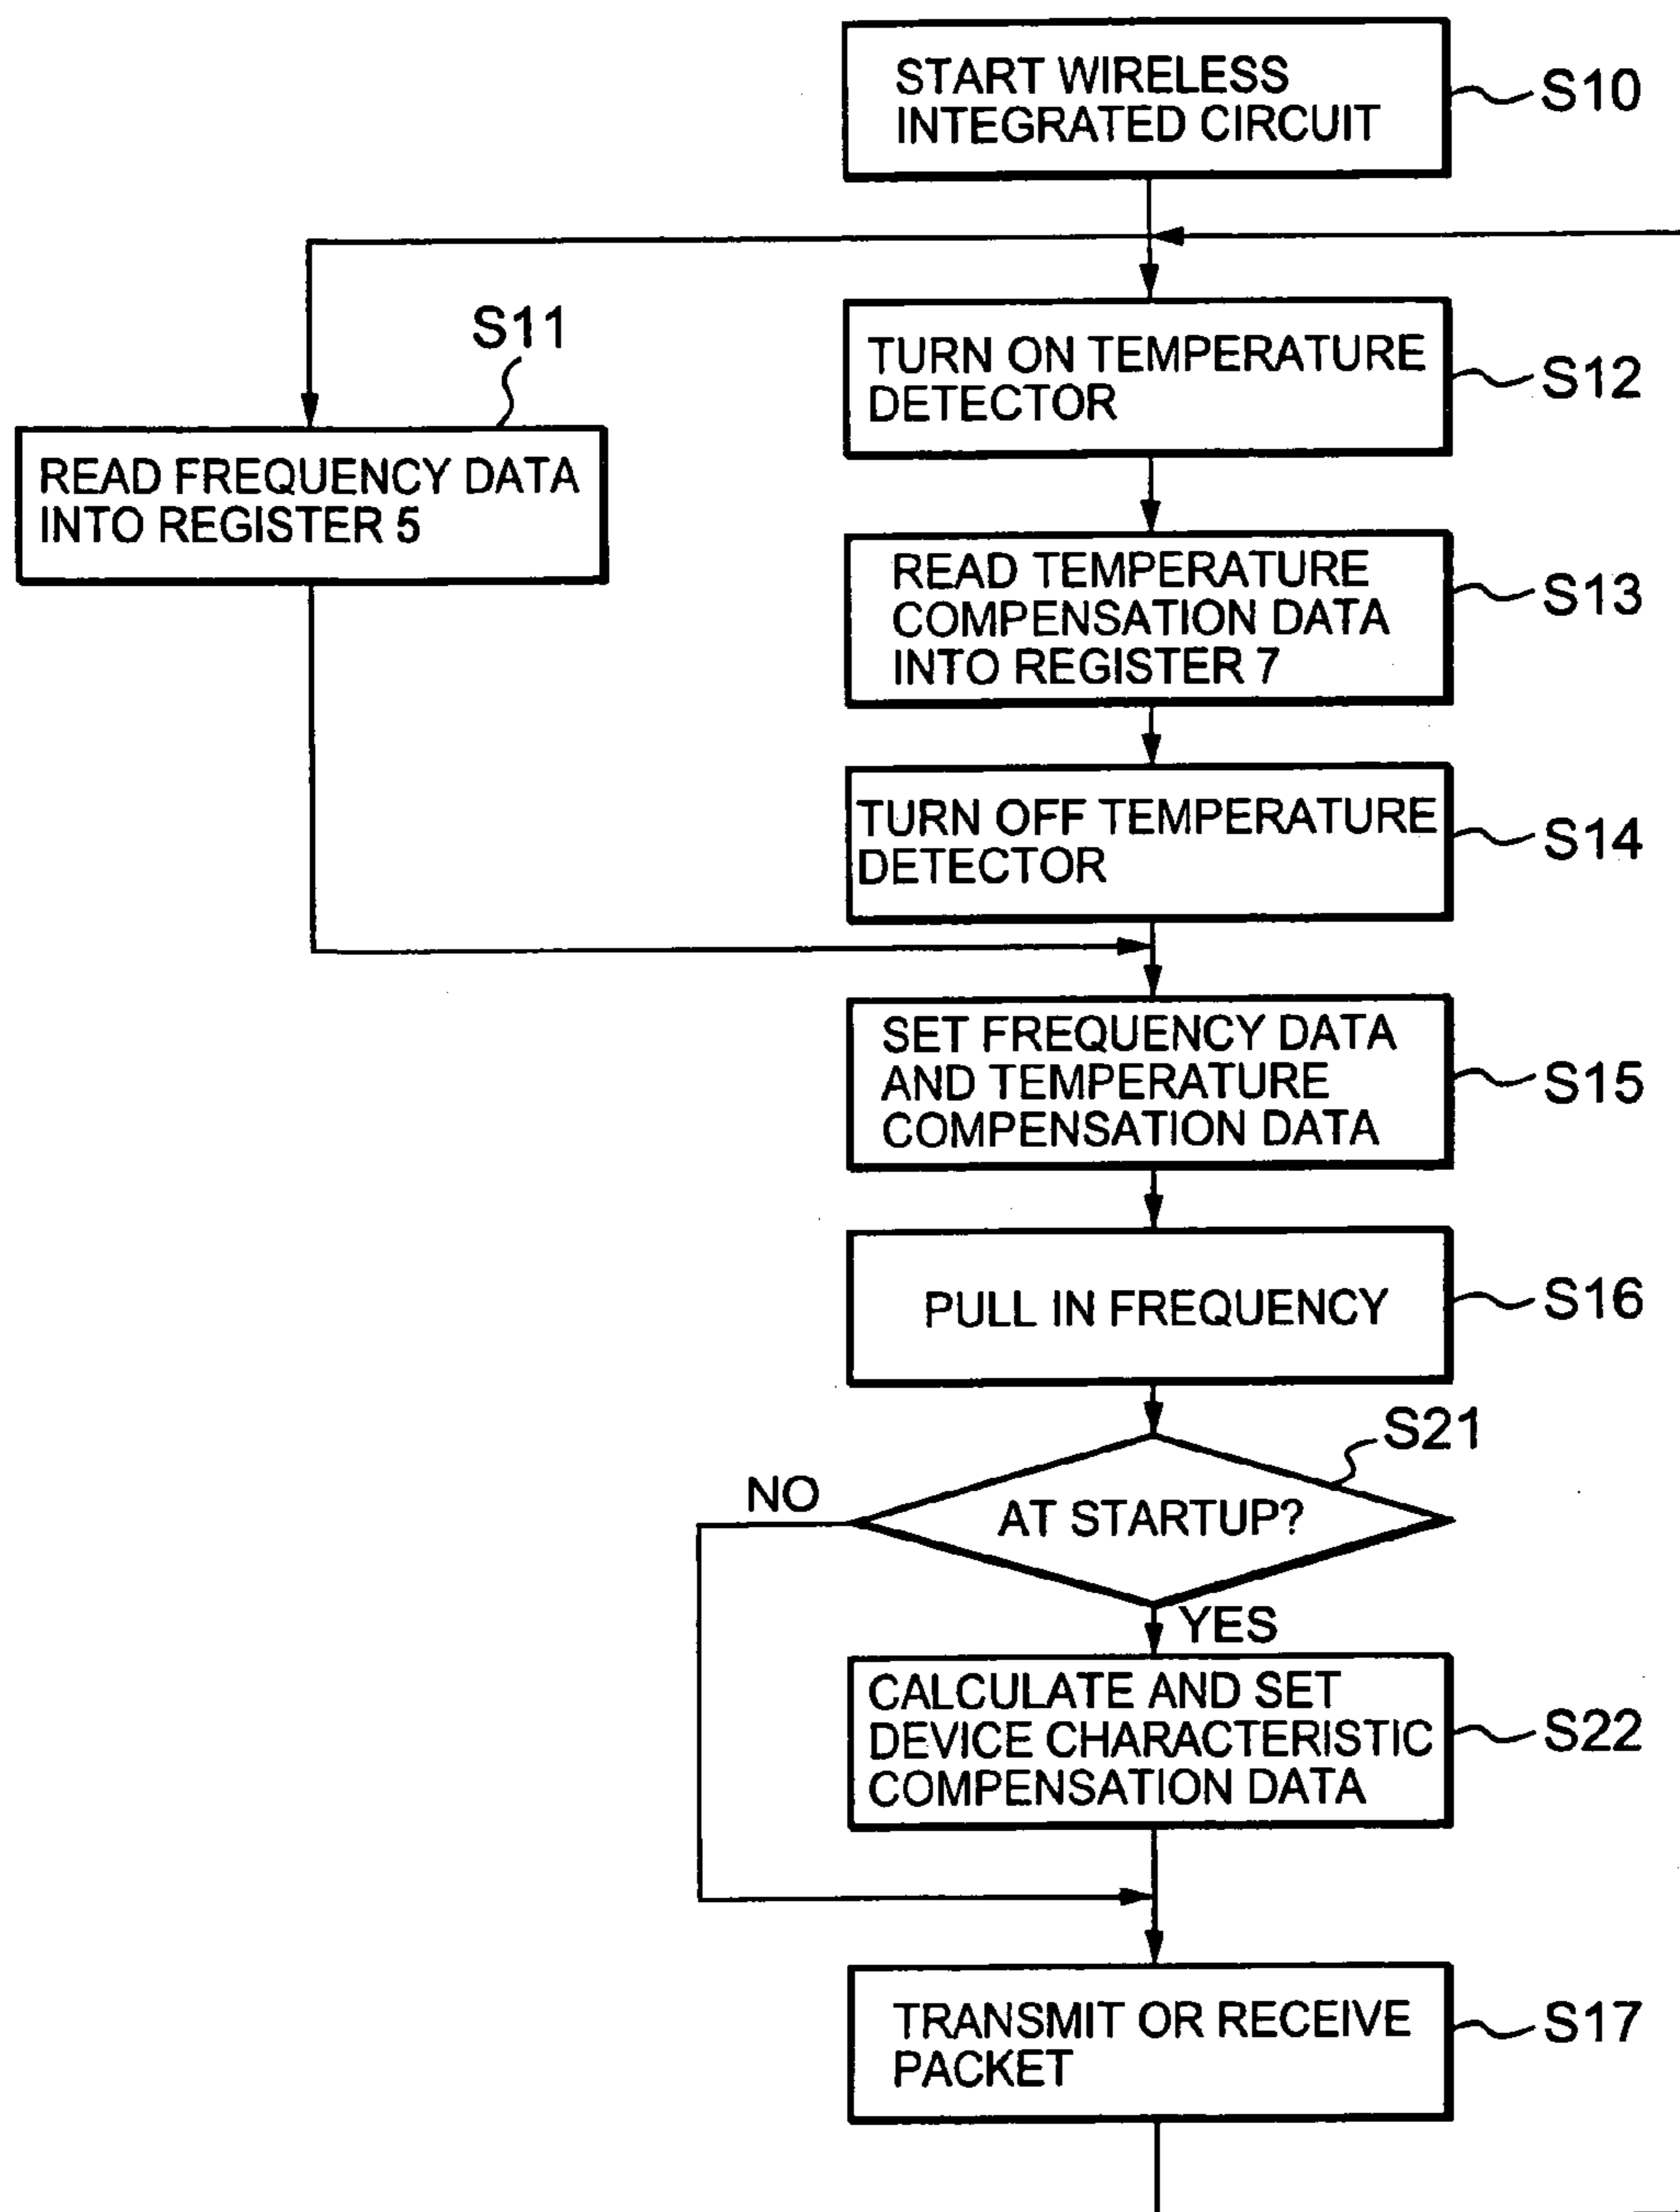 START WIRELESS
INTEGRATED CIRCUIT
S10
S11
READ FREQUENCY DATA
INTO REGISTER 5
TURN ON TEMPERATURE
DETECTOR
S12
READ TEMPERATURE
COMPENSATION DATA
INTO REGISTER 7
S13
TURN OFF TEMPERATURE
DETECTOR
S14
SET FREQUENCY DATA
AND TEMPERATURE
COMPENSATION DATA
S15
PULL IN FREQUENCY
S16
S21
NO
AT STARTUP?
YES
CALCULATE AND SET
DEVICE CHARACTERISTIC
COMPENSATION DATA
S22
TRANSMIT OR RECEIVE
PACKET
S17